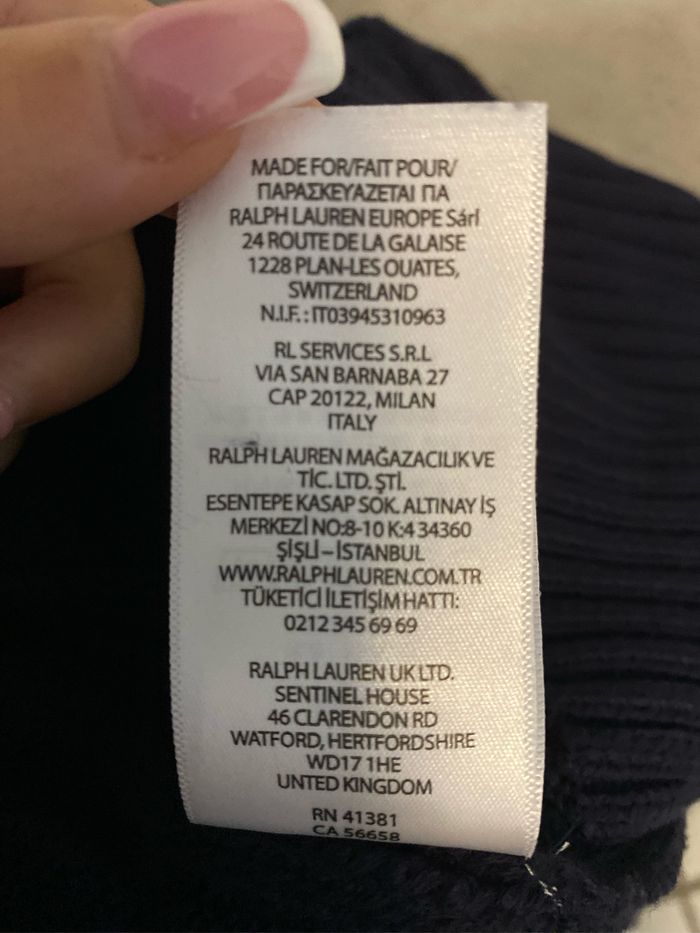 MADE FOR/FAIT POUR/
ΠΑΡΑΣΚΕΥΑΖΕΤΑΙ ΓΙΑ
RALPH LAUREN EUROPE Sárl
24 ROUTE DE LA GALAISE
1228 PLAN-LES OUATES,
SWITZERLAND
N.I.F.: IT03945310963
RL SERVICES S.R.L
VIA SAN BARNABA 27
CAP 20122, MILAN
ITALY
RALPH LAUREN MAĞAZACILIK VE
TİC. LTD. ŞTİ.
ESENTEPE KASAP SOK. ALTINAY İŞ
MERKEZİ NO:8-10 K:4 34360
ŞİŞLİ – İSTANBUL
WWW.RALPHLAUREN.COM.TR
TÜKETİCİ İLETİŞİM HATTI:
0212 345 69 69
RALPH LAUREN UK LTD.
SENTINEL HOUSE
46 CLARENDON RD
WATFORD, HERTFORDSHIRE
WD17 1HE
UNITED KINGDOM
RN 41381
CA 56658